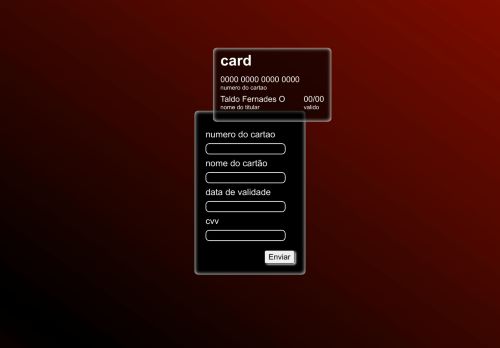 card
0000 0000 0000 0000
numero do cartao
Taldo Fernades O 00/00
nome do titular valido
numero do cartao
nome do cartão
data de validade
cvv
Enviar